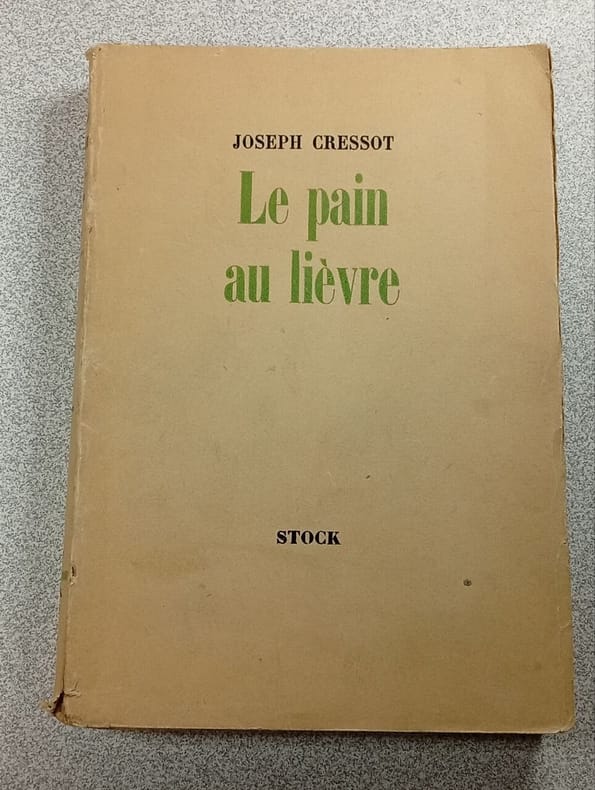 JOSEPH CRESSOT
Le pain
au lièvre
STOCK